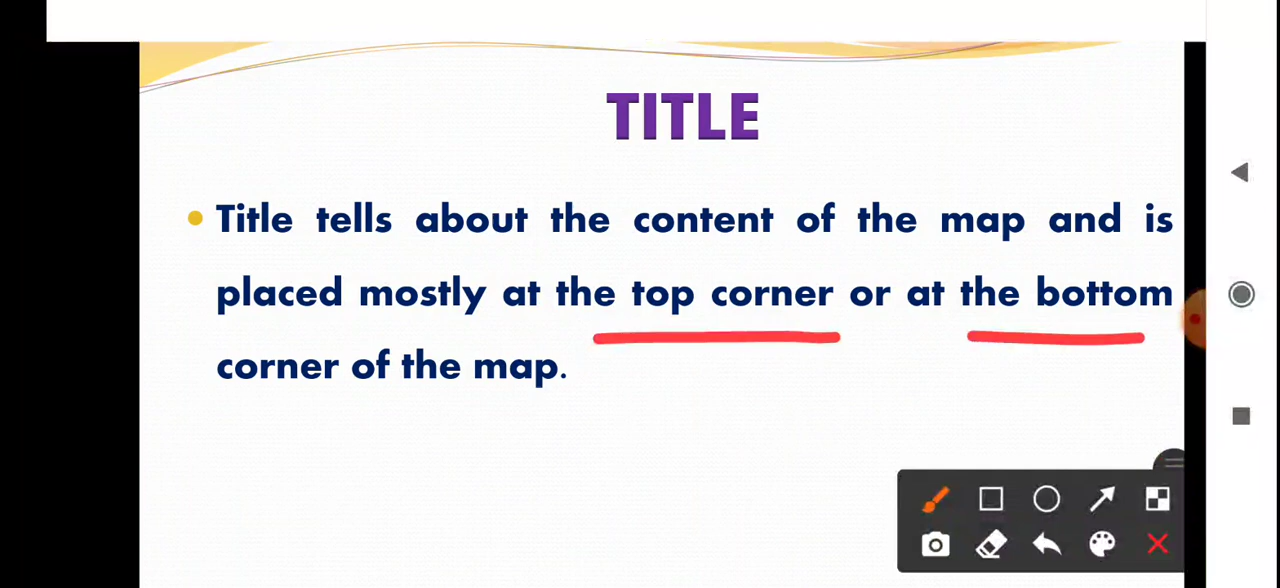 TITLE
Title tells about the content of the map and is
placed mostly at the top corner or at the bottom
corner of the map.